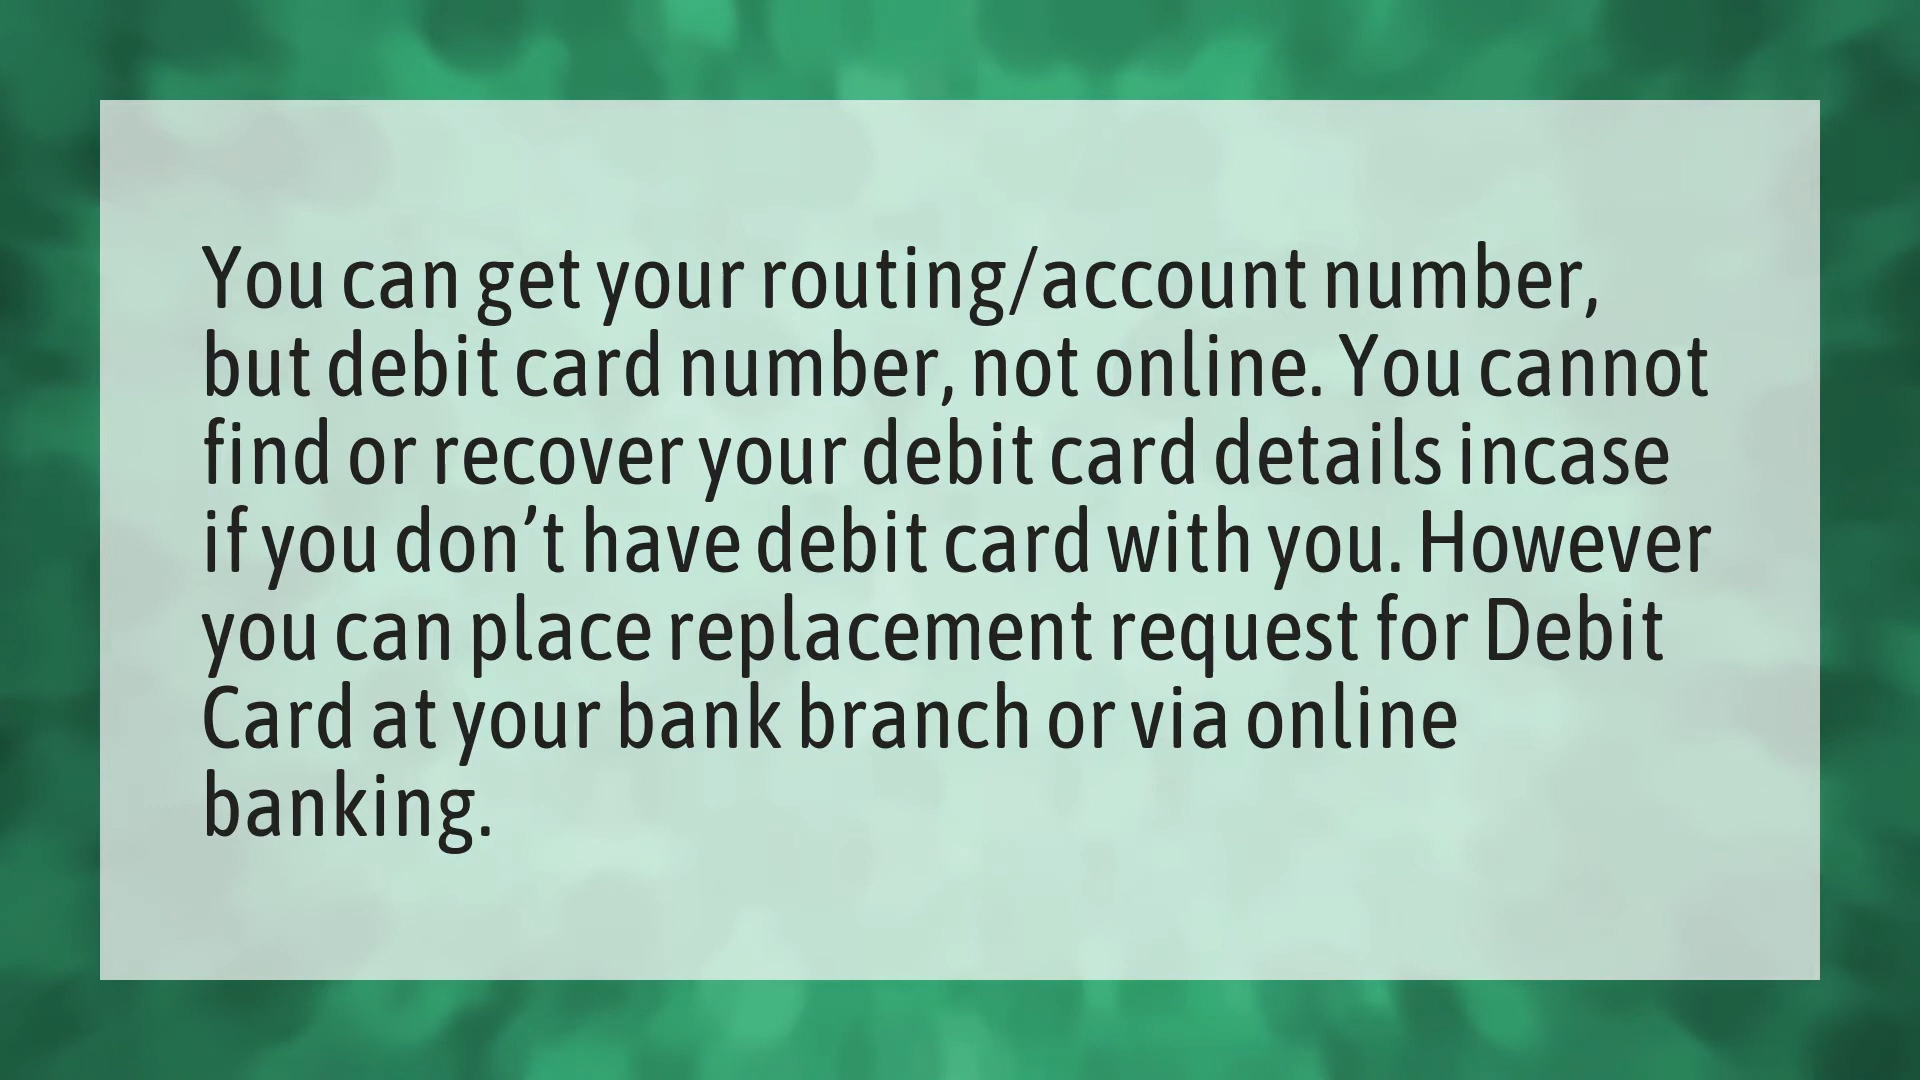 You can get your routing/account number,
but debit card number, not online. You cannot
find or recover your debit card details incase
if you don’t have debit card with you. However
you can place replacement request for Debit
Card at your bank branch or via online
banking.